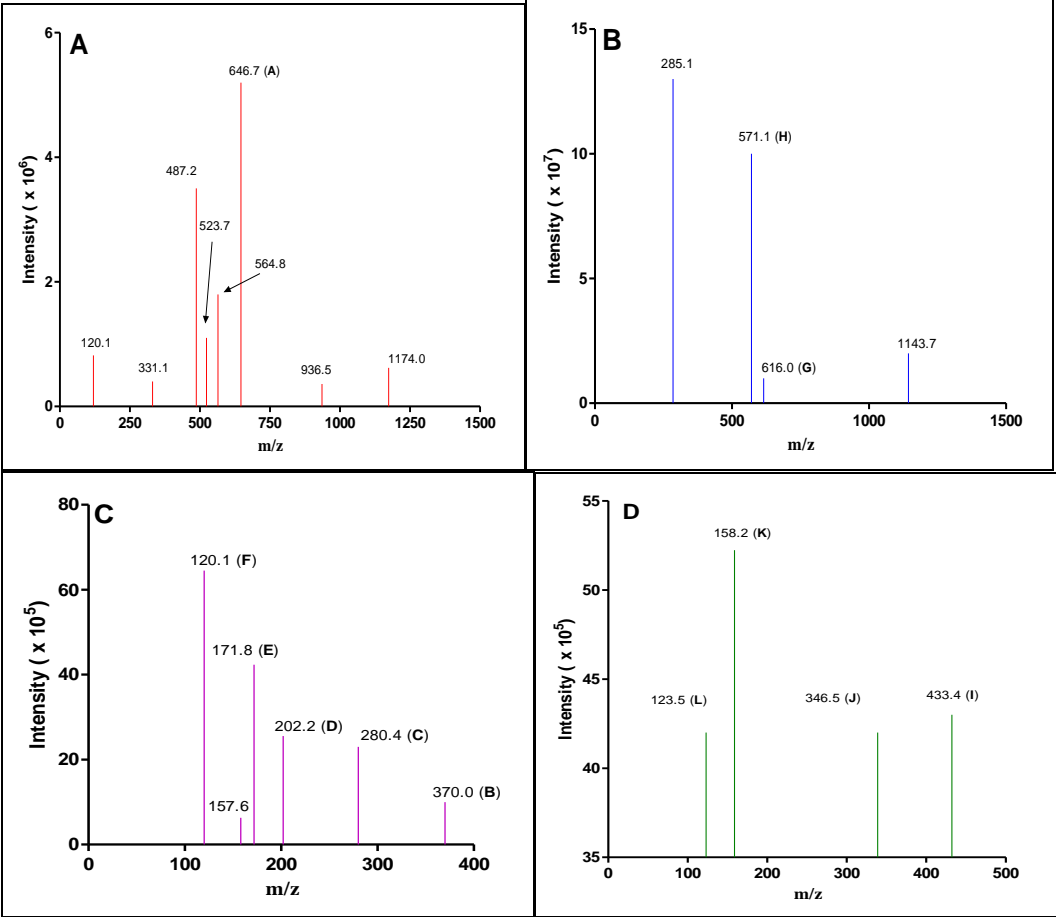 A
6
4
2
0
Intensity ( x 10⁶)
646.7 (A)
487.2
523.7
564.8
120.1
331.1
936.5
1174.0
0 250 500 750 1000 1250 1500
m/z
B
15
10
5
0
Intensity ( x 10⁷)
285.1
571.1 (H)
616.0 (G)
1143.7
0 500 1000 1500
m/z
C
80
60
40
20
0
Intensity ( x 10⁵)
120.1 (F)
171.8 (E)
202.2 (D)
280.4 (C)
157.6
370.0 (B)
0 100 200 300 400
m/z
D
55
50
45
40
35
Intensity ( x 10⁵)
158.2 (K)
123.5 (L)
346.5 (J)
433.4 (I)
0 100 200 300 400 500
m/z